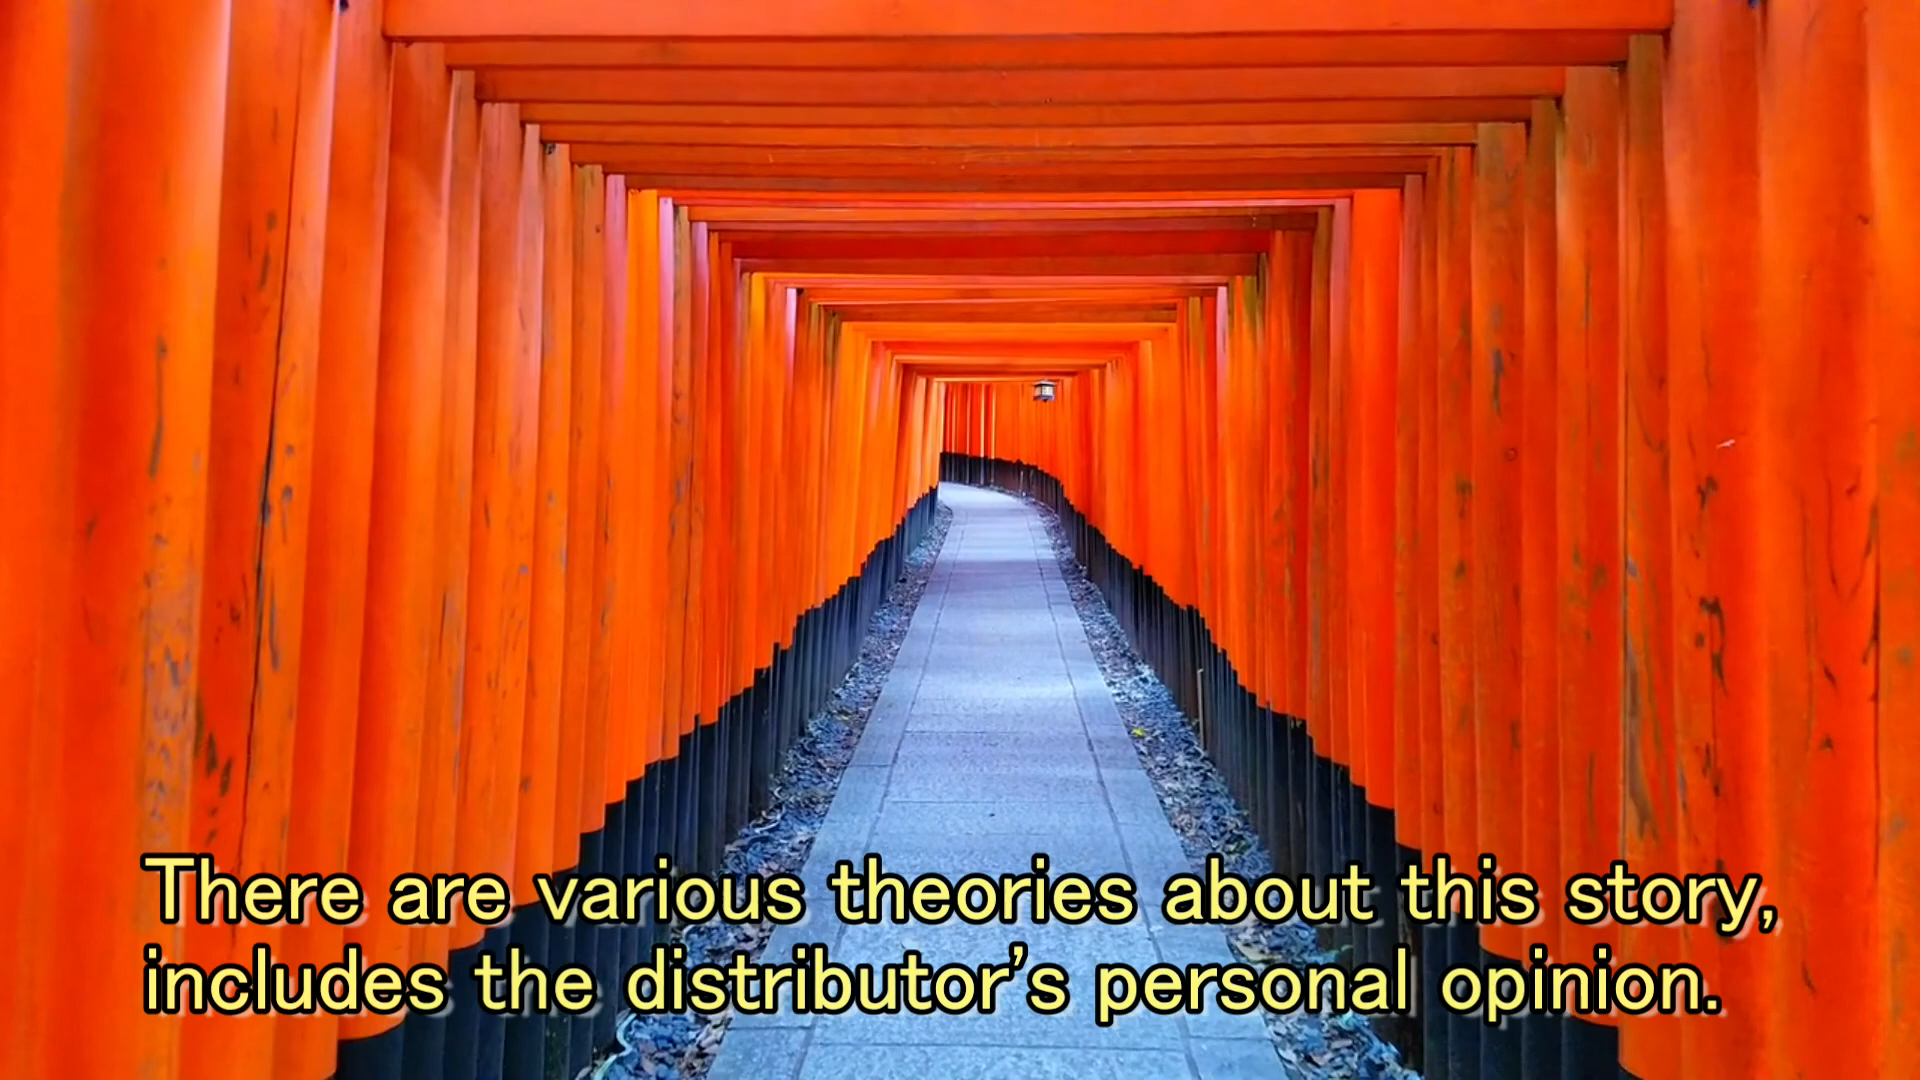 There are various theories about this story,
includes the distributor’s personal opinion.